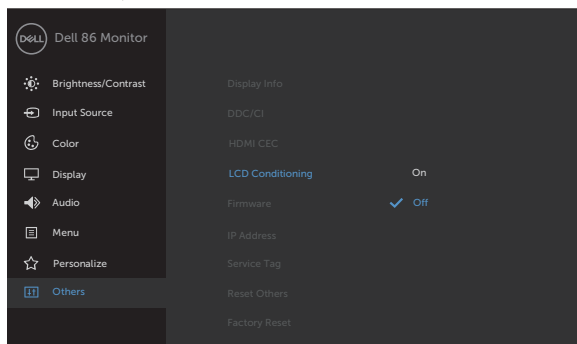 DELL Dell 86 Monitor
Brightness/Contrast
Input Source
Color
Display
Audio
Menu
Personalize
Others
Display Info
DDC/CI
HDMI CEC
LCD Conditioning On
Firmware Off
IP Address
Service Tag
Reset Others
Factory Reset